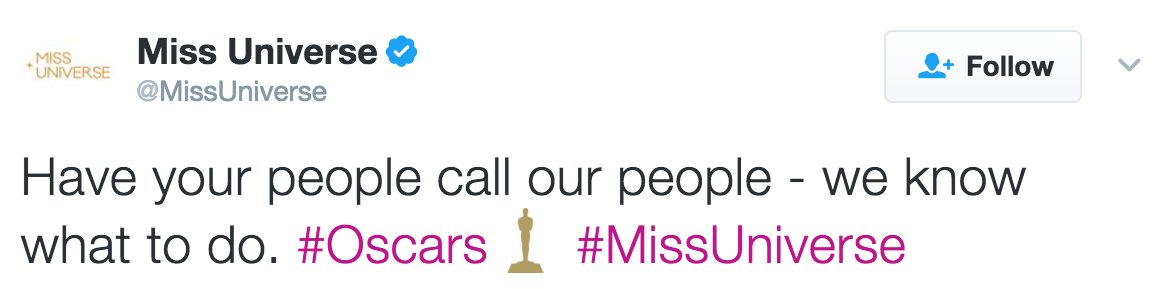 MISS
UNIVERSE
Miss Universe
@MissUniverse
Follow
Have your people call our people - we know
what to do. #Oscars #MissUniverse